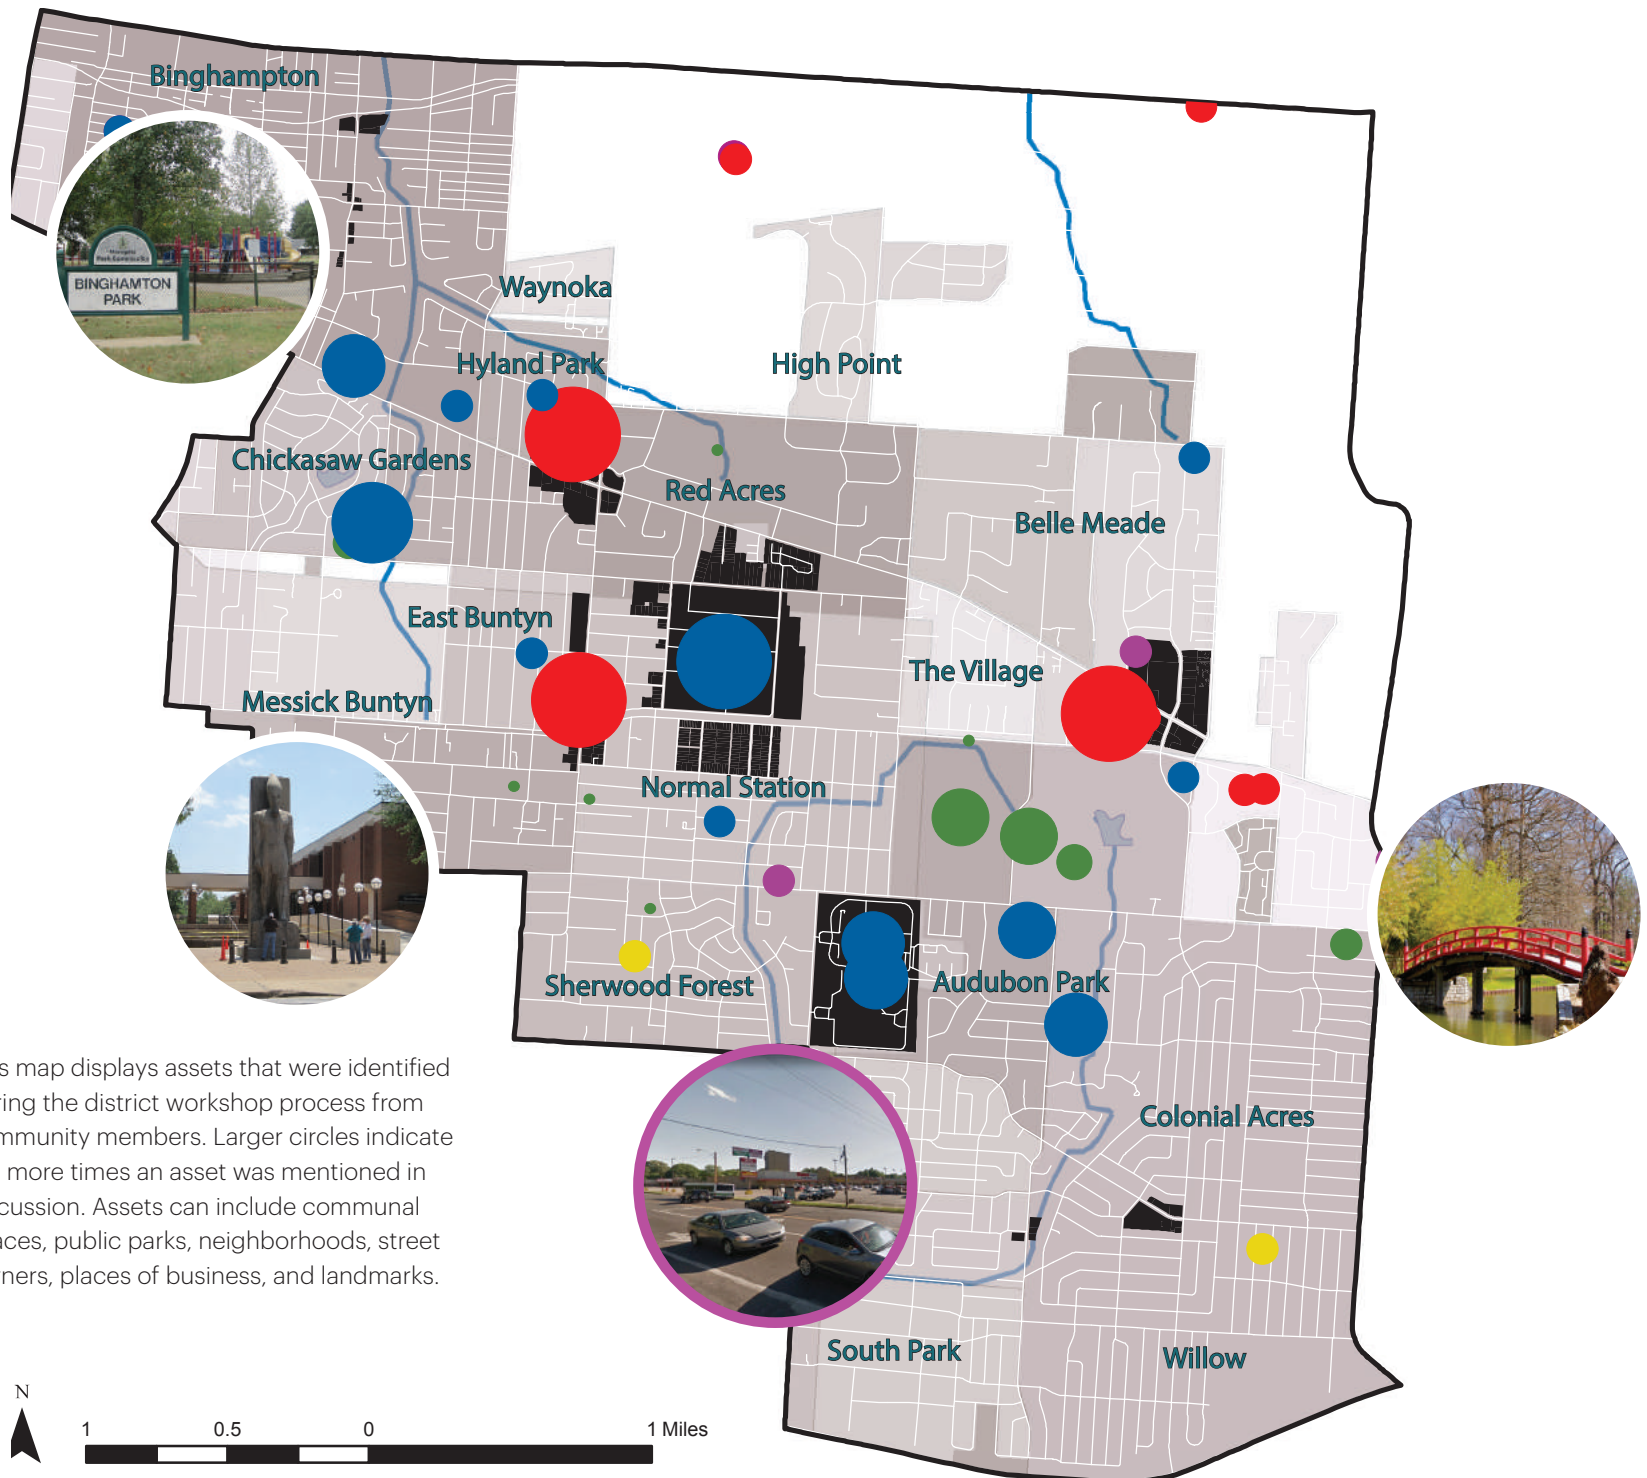 Binghampton
BINGHAMTON
PARK
Waynoka
Hyland Park
High Point
Chickasaw Gardens
Red Acres
Belle Meade
East Buntyn
The Village
Messick Buntyn
Normal Station
Sherwood Forest
Audubon Park
Colonial Acres
South Park
Willow
s map displays assets that were identified
ring the district workshop process from
mmunity members. Larger circles indicate
more times an asset was mentioned in
cussion. Assets can include communal
aces, public parks, neighborhoods, street
rners, places of business, and landmarks.
N
1 0.5 0 1 Miles